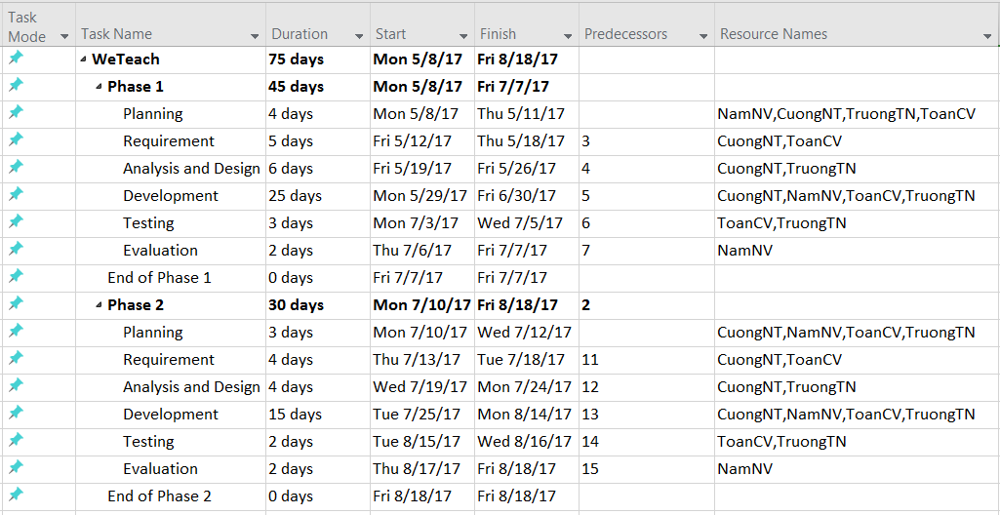 Task Mode Task Name Duration Start Finish Predecessors Resource Names
WeTeach 75 days Mon 5/8/17 Fri 8/18/17
Phase 1 45 days Mon 5/8/17 Fri 7/7/17
Planning 4 days Mon 5/8/17 Thu 5/11/17 NamNV,CuongNT,TruongTN,ToanCV
Requirement 5 days Fri 5/12/17 Thu 5/18/17 3 CuongNT,ToanCV
Analysis and Design 6 days Fri 5/19/17 Fri 5/26/17 4 CuongNT,TruongTN
Development 25 days Mon 5/29/17 Fri 6/30/17 5 CuongNT,NamNV,ToanCV,TruongTN
Testing 3 days Mon 7/3/17 Wed 7/5/17 6 ToanCV,TruongTN
Evaluation 2 days Thu 7/6/17 Fri 7/7/17 7 NamNV
End of Phase 1 0 days Fri 7/7/17 Fri 7/7/17
Phase 2 30 days Mon 7/10/17 Fri 8/18/17 2
Planning 3 days Mon 7/10/17 Wed 7/12/17 CuongNT,NamNV,ToanCV,TruongTN
Requirement 4 days Thu 7/13/17 Tue 7/18/17 11 CuongNT,ToanCV
Analysis and Design 4 days Wed 7/19/17 Mon 7/24/17 12 CuongNT,TruongTN
Development 15 days Tue 7/25/17 Mon 8/14/17 13 CuongNT,NamNV,ToanCV,TruongTN
Testing 2 days Tue 8/15/17 Wed 8/16/17 14 ToanCV,TruongTN
Evaluation 2 days Thu 8/17/17 Fri 8/18/17 15 NamNV
End of Phase 2 0 days Fri 8/18/17 Fri 8/18/17